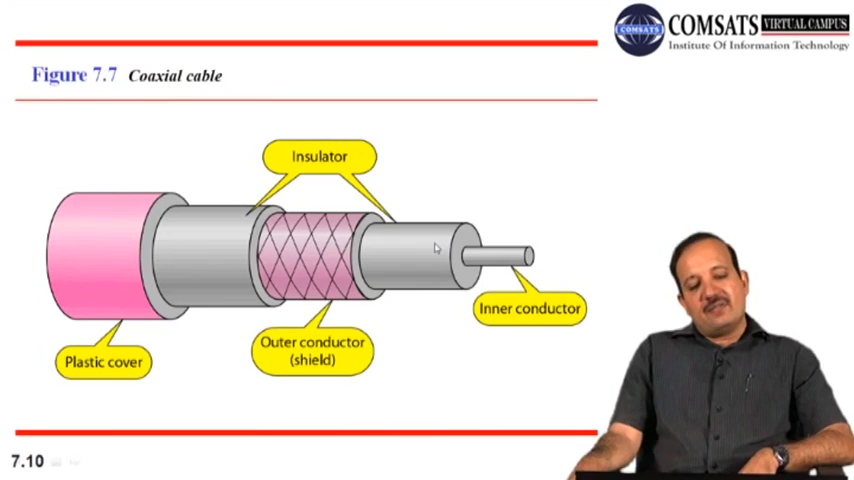 COMSATS
COMSATS VIRTUAL CAMPUS
Institute Of Information Technology
Figure 7.7 Coaxial cable
Insulator
Inner conductor
Outer conductor
(shield)
Plastic cover
7.10